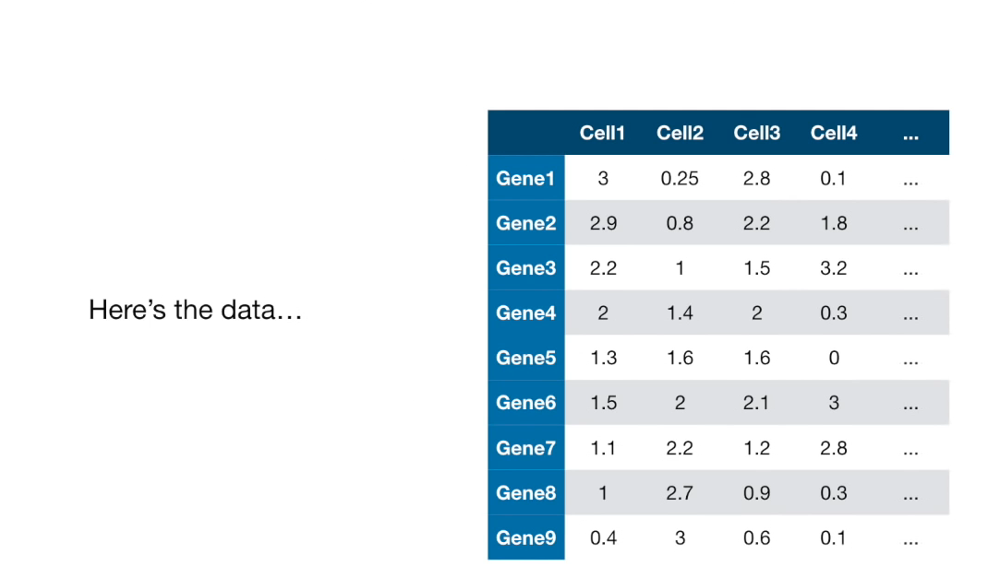 Here’s the data…
Cell1 Cell2 Cell3 Cell4 ...
Gene1 3 0.25 2.8 0.1 ...
Gene2 2.9 0.8 2.2 1.8 ...
Gene3 2.2 1 1.5 3.2 ...
Gene4 2 1.4 2 0.3 ...
Gene5 1.3 1.6 1.6 0 ...
Gene6 1.5 2 2.1 3 ...
Gene7 1.1 2.2 1.2 2.8 ...
Gene8 1 2.7 0.9 0.3 ...
Gene9 0.4 3 0.6 0.1 ...